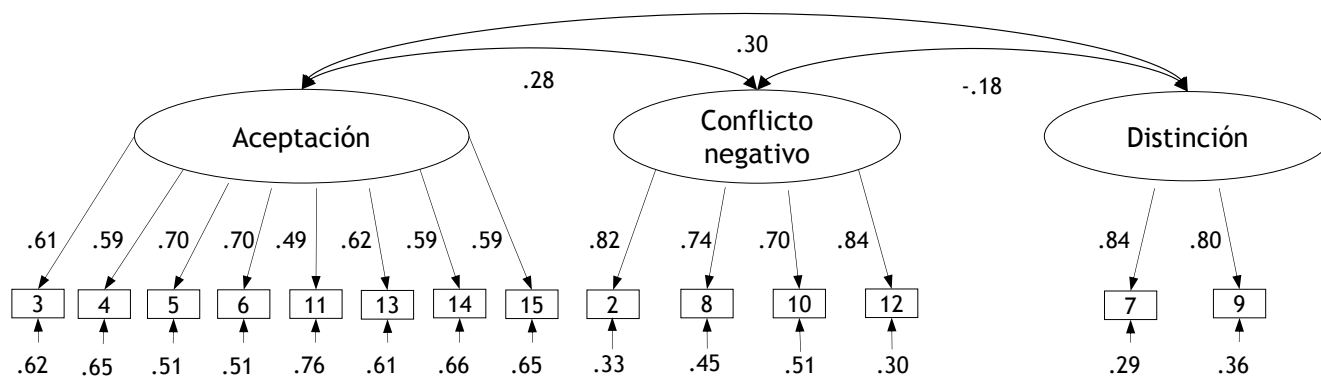 .30
.28
-.18
Aceptación
Conflicto
negativo
Distinción
.61 .59 .70 .70 .49 .62 .59 .59 .82 .74 .70 .84 .84 .80
3 4 5 6 11 13 14 15 2 8 10 12 7 9
.62 .65 .51 .51 .76 .61 .66 .65 .33 .45 .51 .30 .29 .36